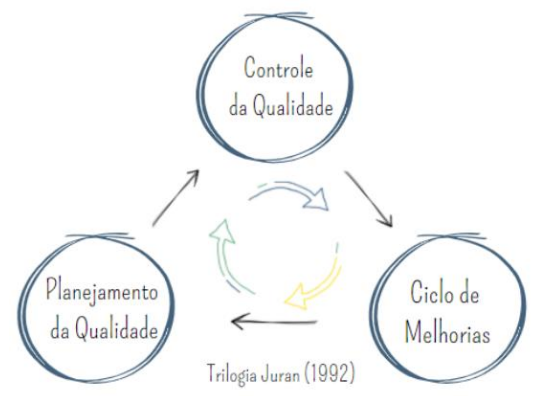 Controle
da Qualidade
Planejamento
da Qualidade
Ciclo de
Melhorias
Trilogia Juran (1992)